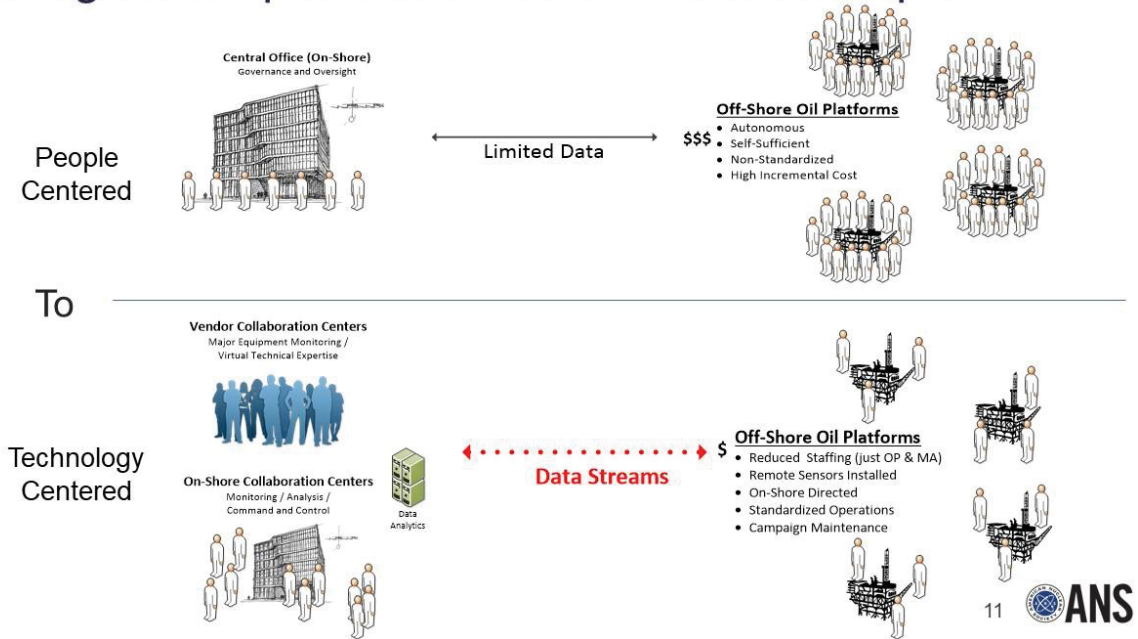 Central Office (On-Shore)
Governance and Oversight
People
Centered
Limited Data
$$$
Off-Shore Oil Platforms
• Autonomous
• Self-Sufficient
• Non-Standardized
• High Incremental Cost
To
Vendor Collaboration Centers
Major Equipment Monitoring /
Virtual Technical Expertise
Technology
Centered
On-Shore Collaboration Centers
Monitoring / Analysis /
Command and Control
Data
Analytics
Data Streams
$
Off-Shore Oil Platforms
• Reduced Staffing (just OP & MA)
• Remote Sensors Installed
• On-Shore Directed
• Standardized Operations
• Campaign Maintenance
11
AMERICAN NUCLEAR SOCIETY
ANS